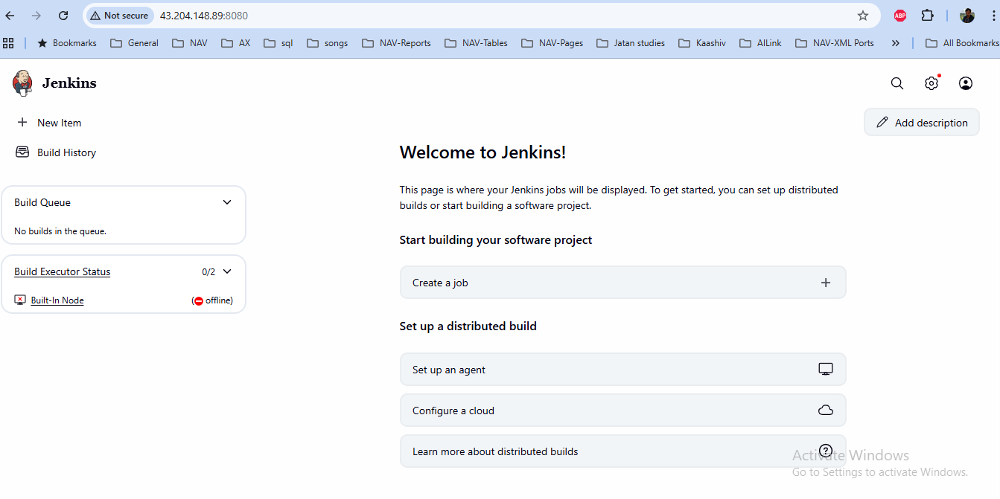 Not secure 43.204.148.89:8080 ABP
Bookmarks General NAV AX sql songs NAV-Reports NAV-Tables NAV-Pages Jatan studies Kaashiv AILink NAV-XML Ports » All Bookmarks
Jenkins
New Item
Add description
Build History
Welcome to Jenkins!
This page is where your Jenkins jobs will be displayed. To get started, you can set up distributed
builds or start building a software project.
Build Queue
No builds in the queue.
Start building your software project
Build Executor Status 0/2
Create a job
Built-In Node (offline)
Set up a distributed build
Set up an agent
Configure a cloud
Learn more about distributed builds
Activate Windows
Go to Settings to activate Windows.